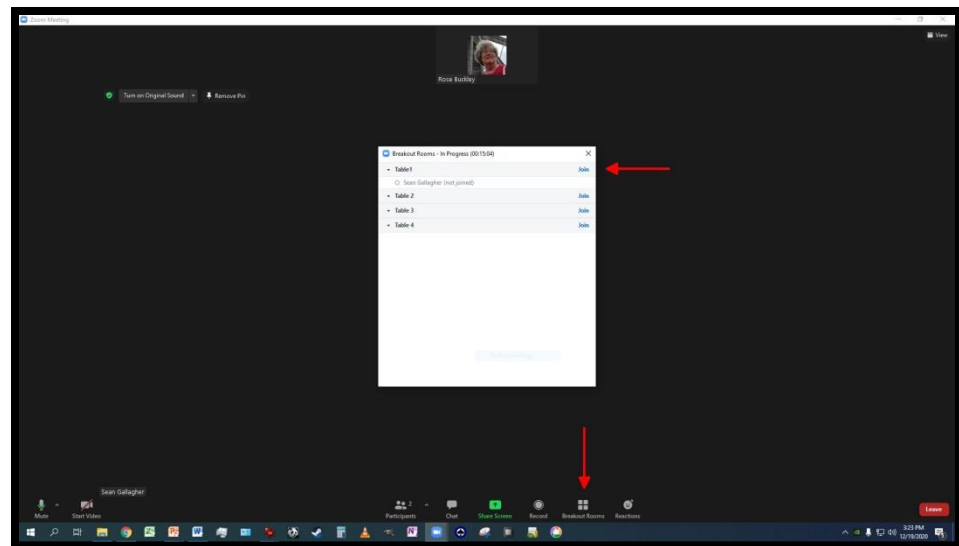 Zoom Meeting
View
Rose Buckley
Turn on Original Sound
Remove Pin
Breakout Rooms - In Progress (00:15:04)
Table1
Join
Sean Gallagher (not joined)
Table 2
Join
Table 3
Join
Table 4
Join
Sean Gallagher
Mute
Start Video
Participants
2
Chat
Share Screen
Record
Breakout Rooms
Reactions
Leave
3:23 PM
12/19/2020